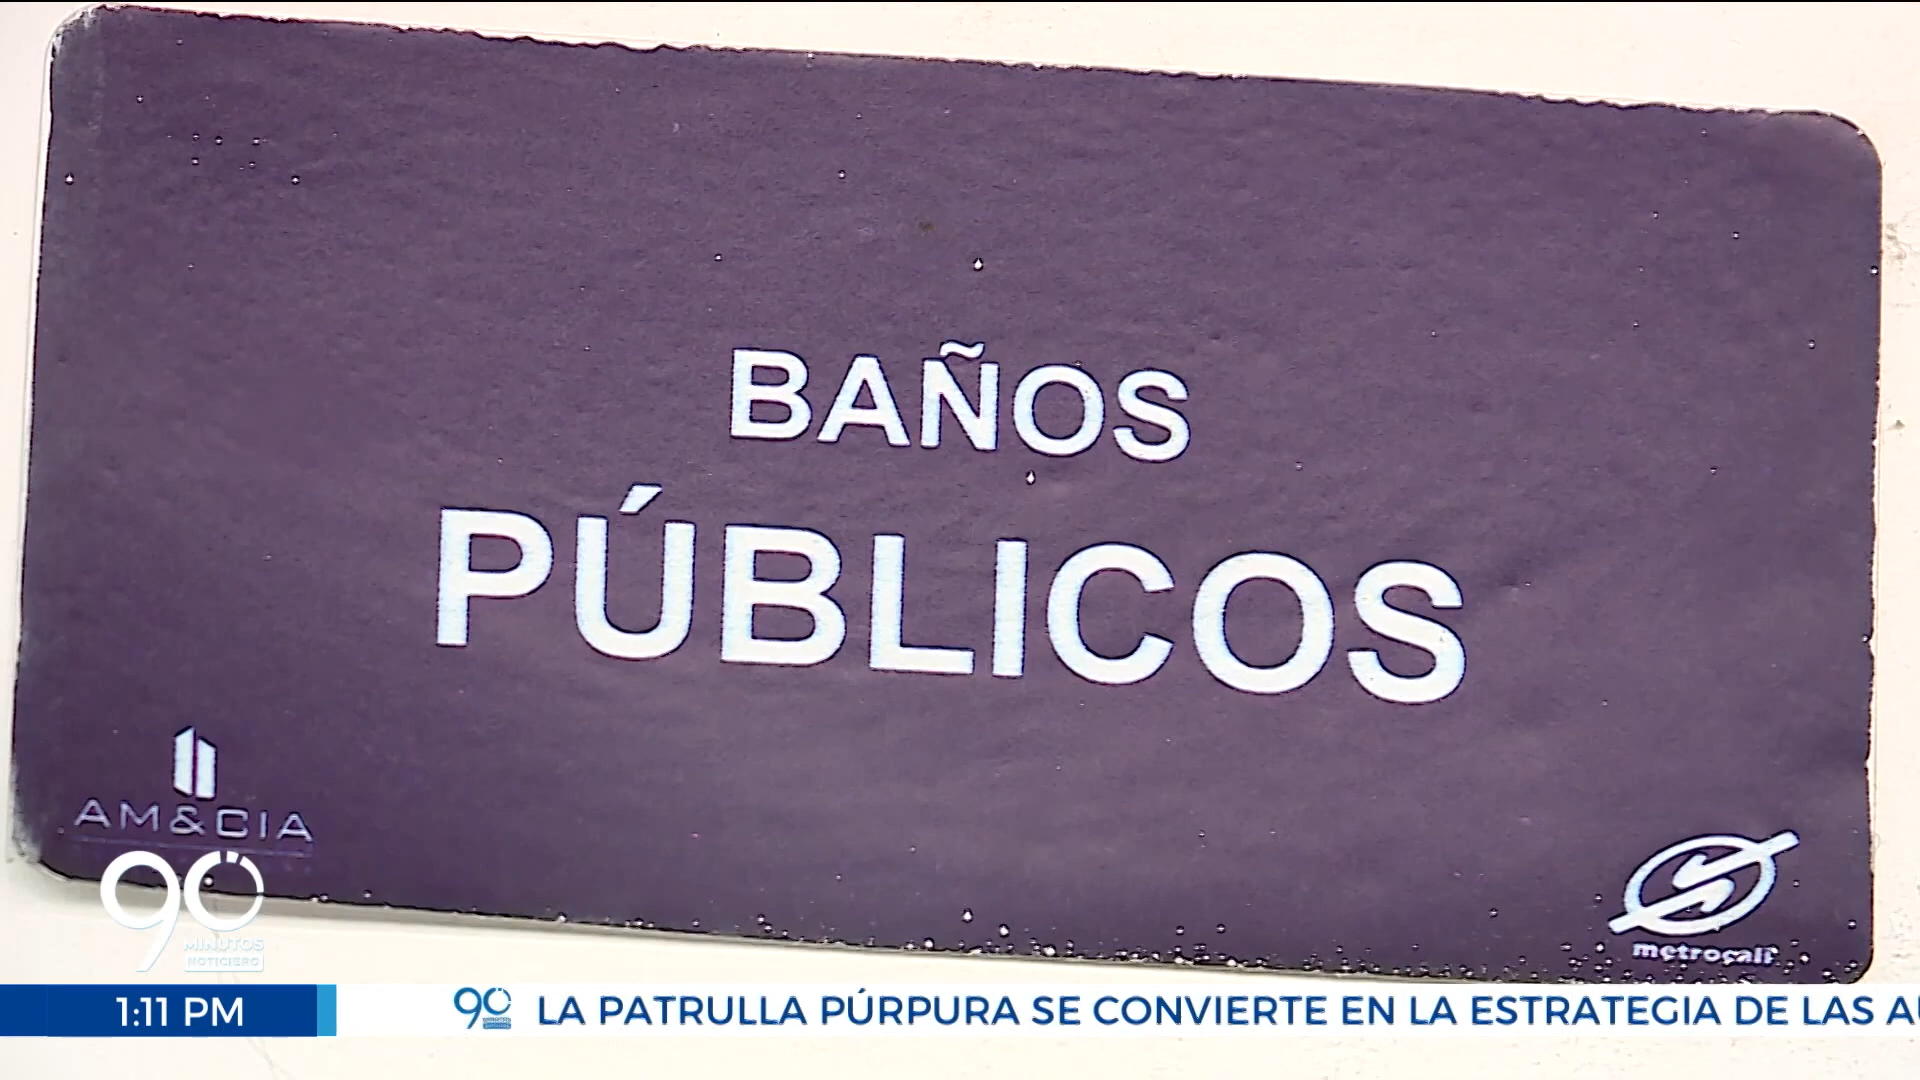 BAÑOS
PÚBLICOS
AM&CIA
metrocali
90
MINUTOS
NOTICIERO
1:11 PM
90 LA PATRULLA PÚRPURA SE CONVIERTE EN LA ESTRATEGIA DE LAS AU